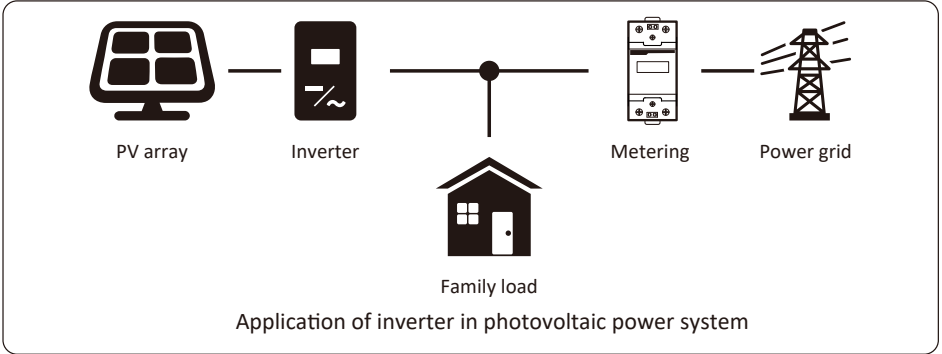 PV array
Inverter
Metering
Power grid
Family load
Application of inverter in photovoltaic power system